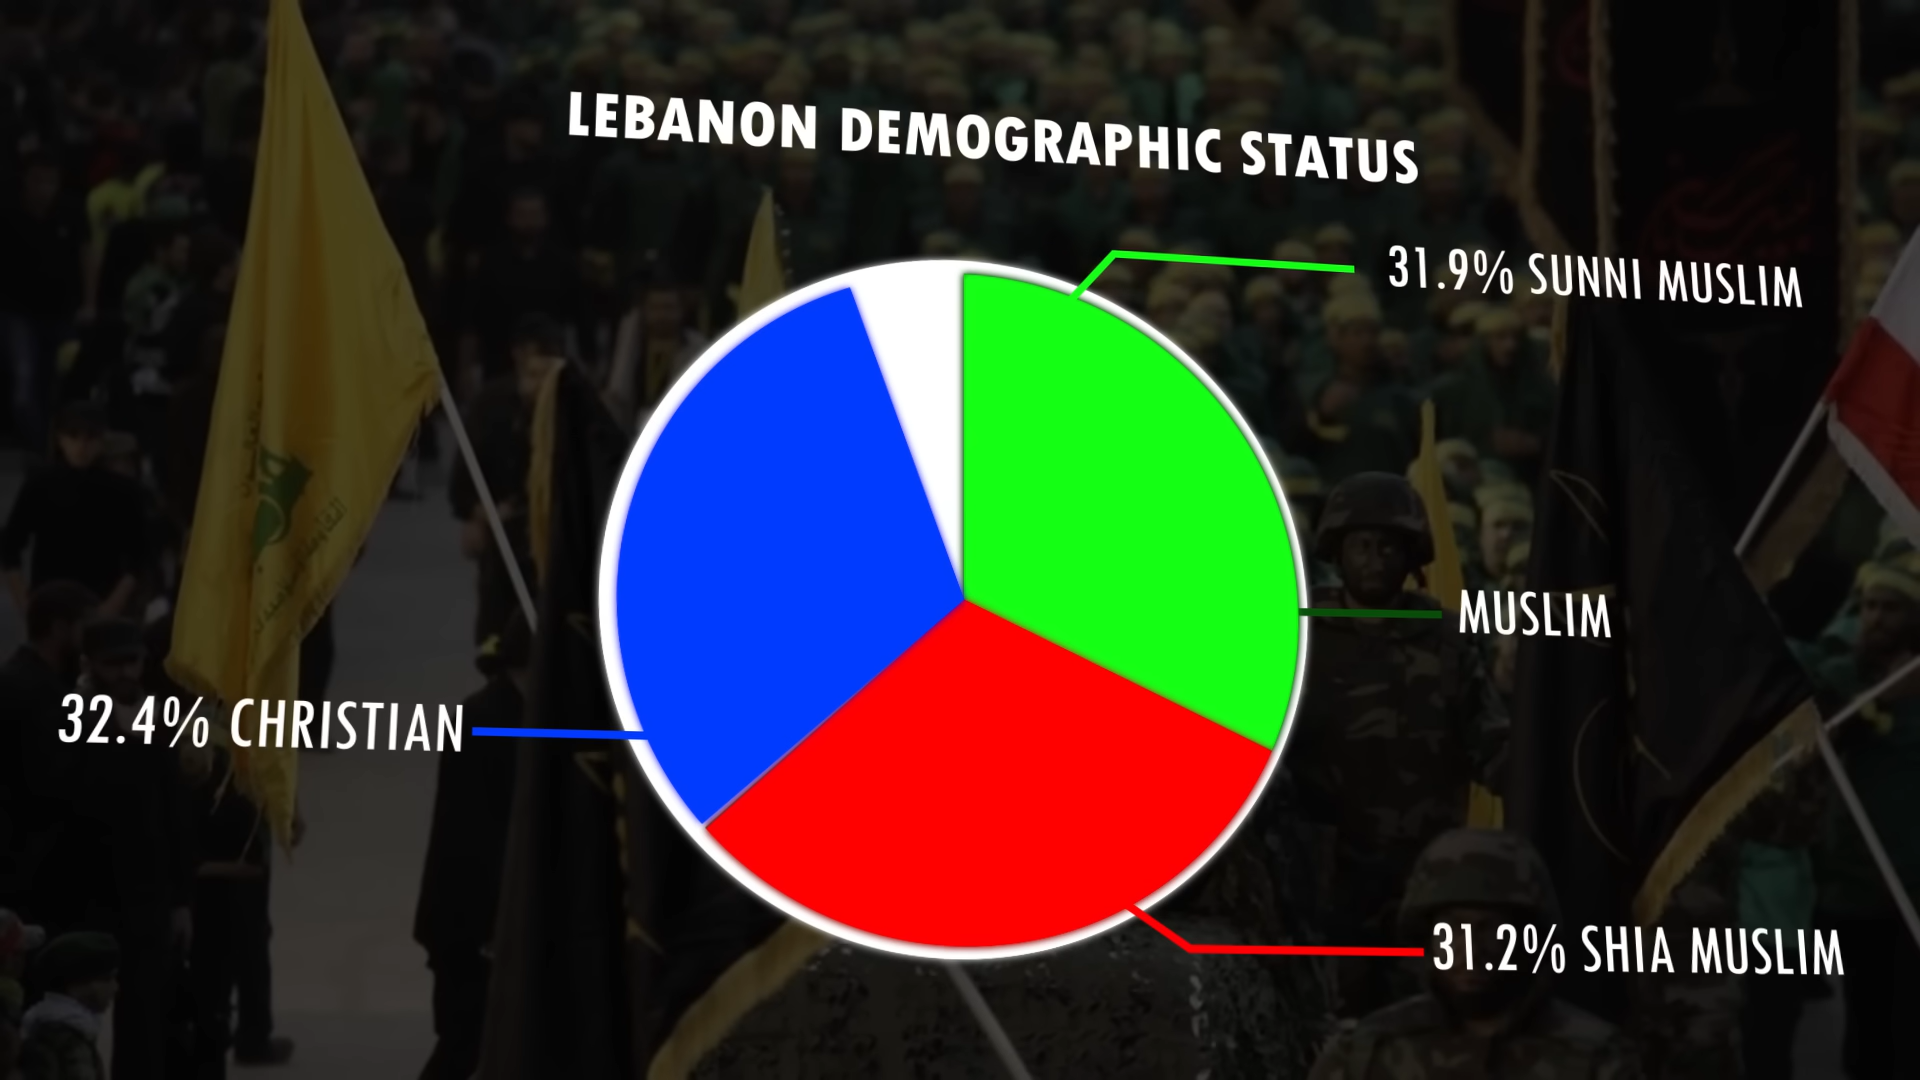 LEBANON DEMOGRAPHIC STATUS
31.9% SUNNI MUSLIM
MUSLIM
32.4% CHRISTIAN
31.2% SHIA MUSLIM